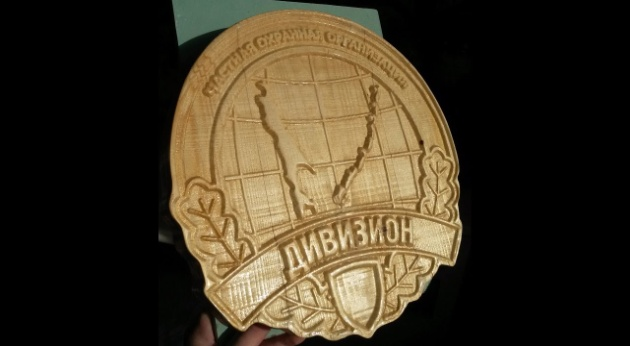 ЧАСТНАЯ ОХРАННАЯ ОРГАНИЗАЦИЯ
ДИВИЗИОН